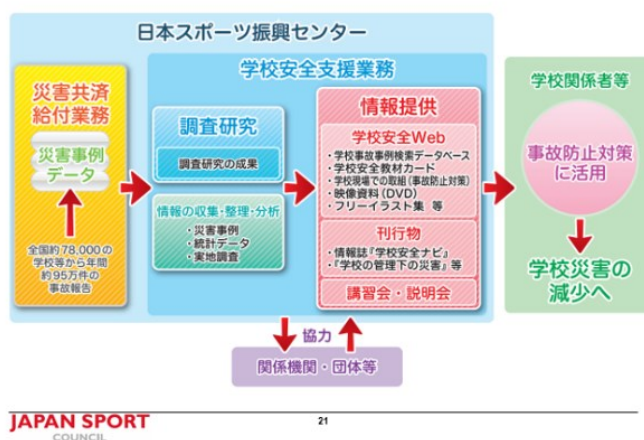 日本スポーツ振興センター
災害共済
給付業務
災害事例
データ
全国約78,000の
学校等から年間
約95万件の
事故報告
学校安全支援業務
調査研究
調査研究の成果
情報の収集・整理・分析
・災害事例
・統計データ
・実地調査
情報提供
学校安全Web
・学校事故事例検索データベース
・学校安全教材カード
・学校現場での取組(事故防止対策)
・映像資料(DVD)
・フリーイラスト集 等
刊行物
・情報誌『学校安全ナビ』
・『学校の管理下の災害』等
講習会・説明会
協力
関係機関・団体等
学校関係者等
事故防止対策
に活用
学校災害の
減少へ
JAPAN SPORT
COUNCIL
21